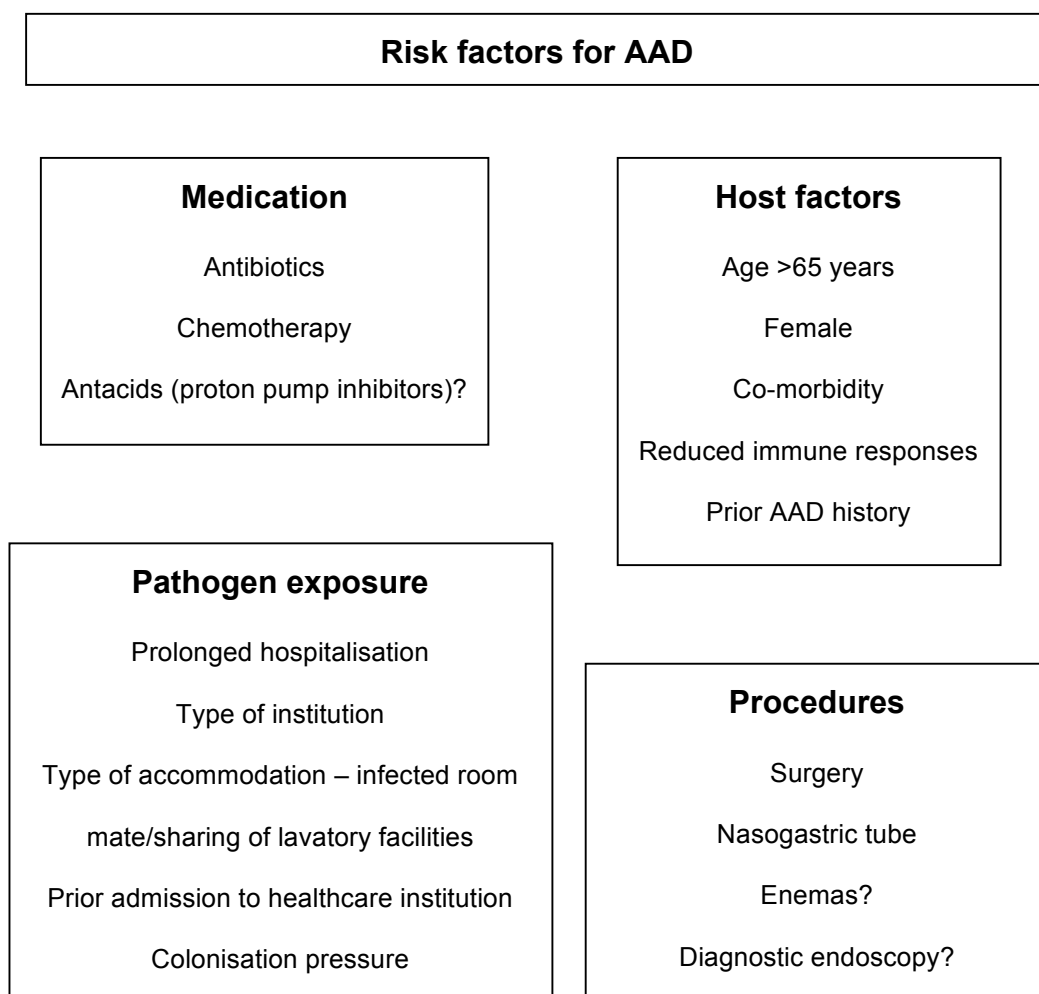 Risk factors for AAD
Medication
Antibiotics
Chemotherapy
Antacids (proton pump inhibitors)?
Host factors
Age >65 years
Female
Co-morbidity
Reduced immune responses
Prior AAD history
Pathogen exposure
Prolonged hospitalisation
Type of institution
Type of accommodation – infected room
mate/sharing of lavatory facilities
Prior admission to healthcare institution
Colonisation pressure
Procedures
Surgery
Nasogastric tube
Enemas?
Diagnostic endoscopy?